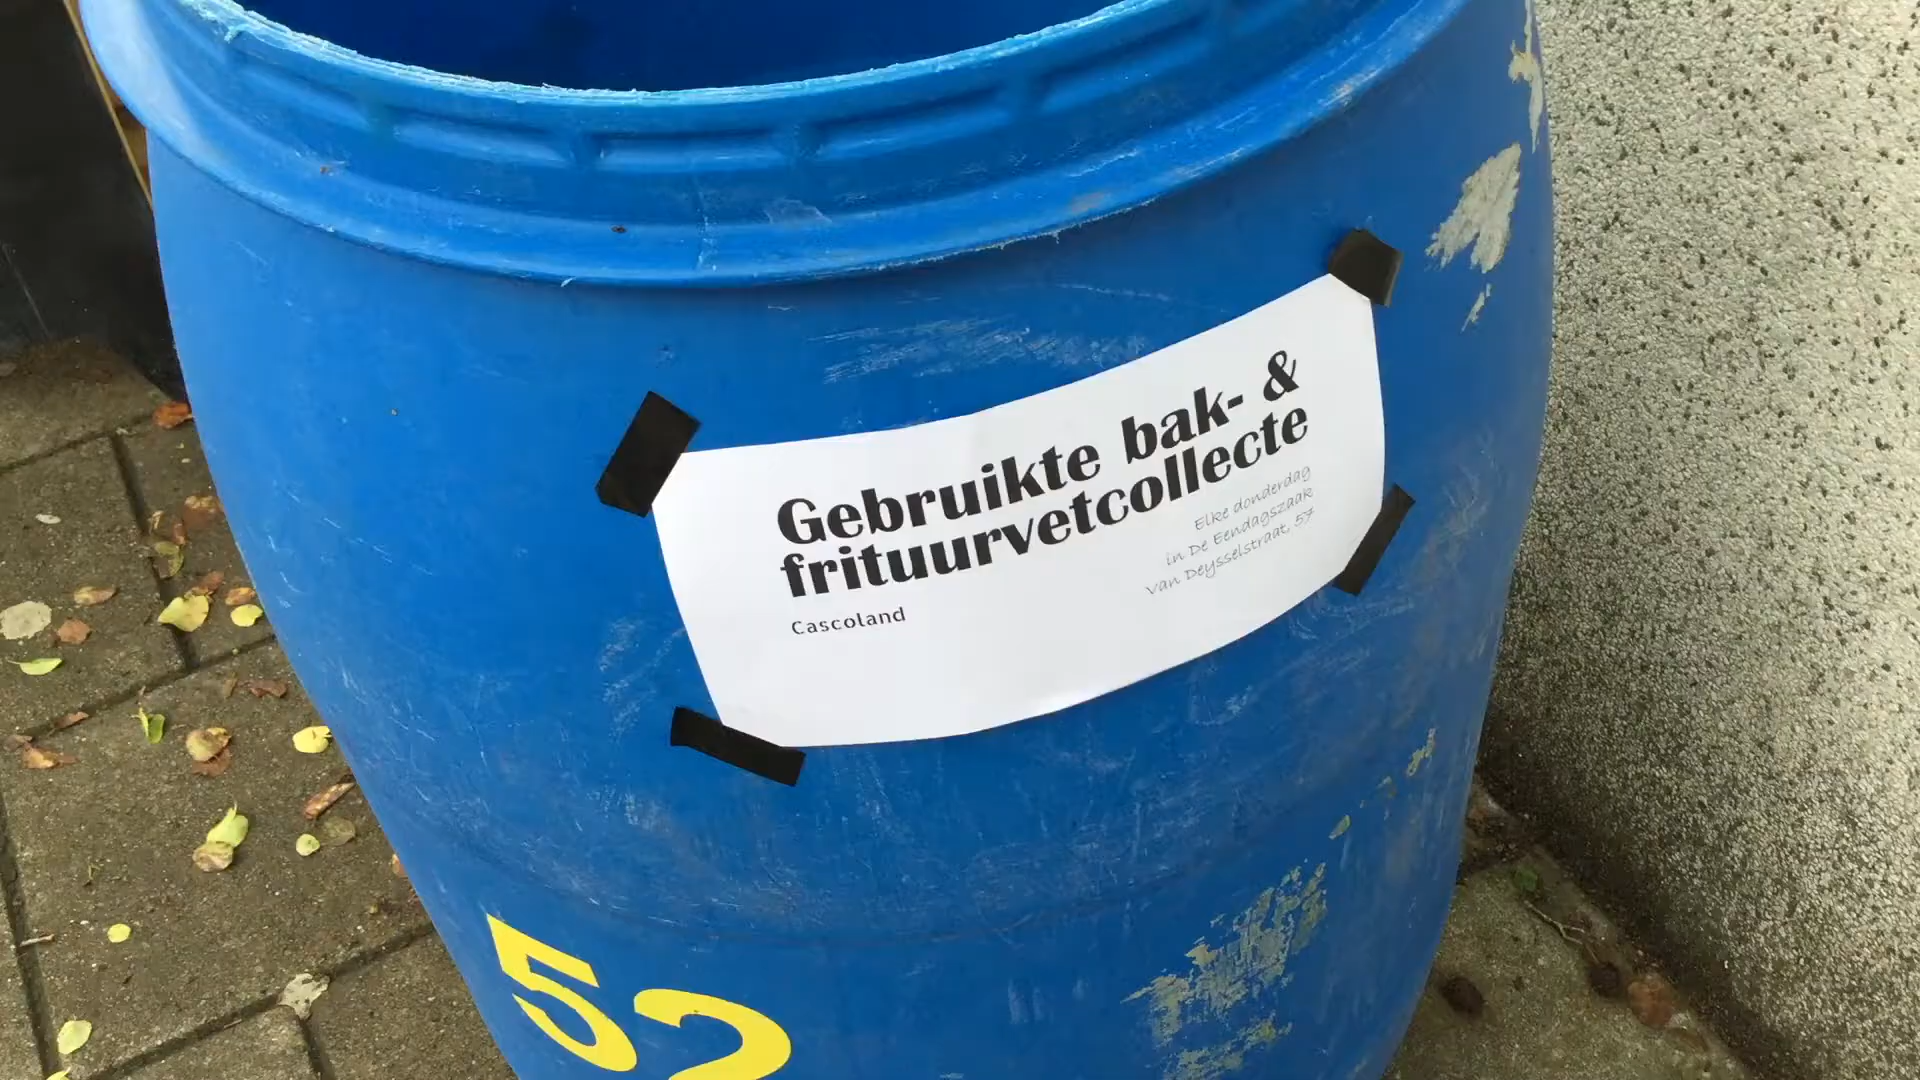 Gebruikte bak- &
frituurvetcollecte
Elke donderdag
in De Eendagszaak
Van Deysselstraat, 57
Cascoland
52